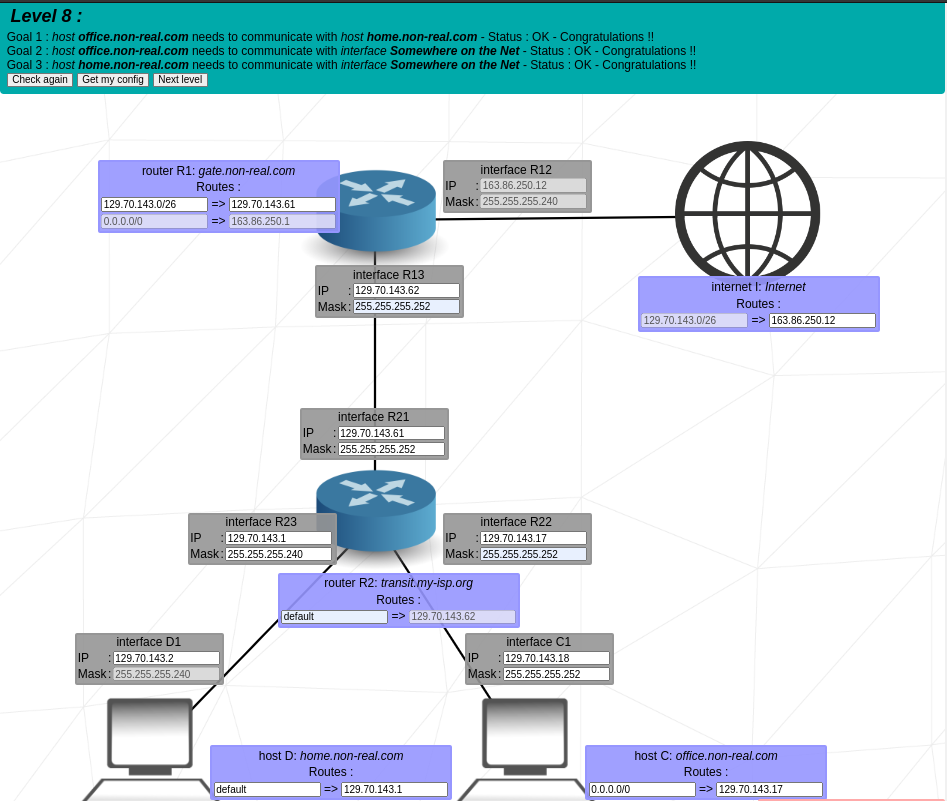 Level 8 :
Goal 1 : host office.non-real.com needs to communicate with host home.non-real.com - Status : OK - Congratulations !!
Goal 2 : host office.non-real.com needs to communicate with interface Somewhere on the Net - Status : OK - Congratulations !!
Goal 3 : host home.non-real.com needs to communicate with interface Somewhere on the Net - Status : OK - Congratulations !!
Check again Get my config Next level
router R1: gate.non-real.com
Routes :
129.70.143.0/26 => 129.70.143.61
0.0.0.0/0 => 163.86.250.1
interface R12
IP : 163.86.250.12
Mask : 255.255.255.240
interface R13
IP : 129.70.143.62
Mask : 255.255.255.252
internet I: Internet
Routes :
129.70.143.0/26 => 163.86.250.12
interface R21
IP : 129.70.143.61
Mask : 255.255.255.252
interface R23
IP : 129.70.143.1
Mask : 255.255.255.240
interface R22
IP : 129.70.143.17
Mask : 255.255.255.252
router R2: transit.my-isp.org
Routes :
default => 129.70.143.62
interface D1
IP : 129.70.143.2
Mask : 255.255.255.240
interface C1
IP : 129.70.143.18
Mask : 255.255.255.252
host D: home.non-real.com
Routes :
default => 129.70.143.1
host C: office.non-real.com
Routes :
0.0.0.0/0 => 129.70.143.17